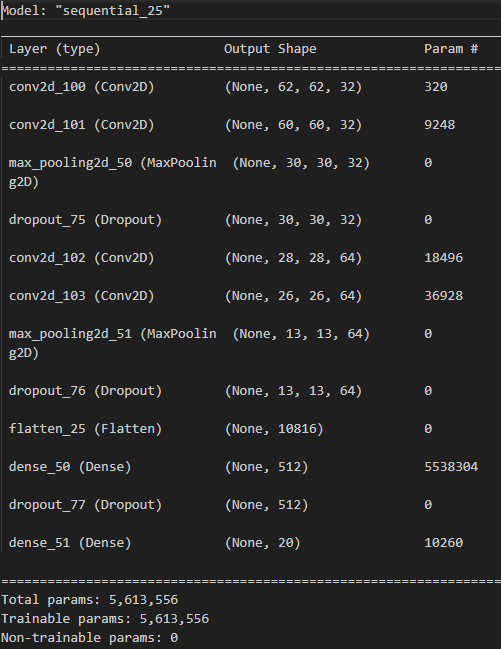 Model: "sequential_25"
_________________________________________________________________
Layer (type) Output Shape Param #
=================================================================
conv2d_100 (Conv2D) (None, 62, 62, 32) 320
conv2d_101 (Conv2D) (None, 60, 60, 32) 9248
max_pooling2d_50 (MaxPoolin (None, 30, 30, 32) 0
g2D)
dropout_75 (Dropout) (None, 30, 30, 32) 0
conv2d_102 (Conv2D) (None, 28, 28, 64) 18496
conv2d_103 (Conv2D) (None, 26, 26, 64) 36928
max_pooling2d_51 (MaxPoolin (None, 13, 13, 64) 0
g2D)
dropout_76 (Dropout) (None, 13, 13, 64) 0
flatten_25 (Flatten) (None, 10816) 0
dense_50 (Dense) (None, 512) 5538304
dropout_77 (Dropout) (None, 512) 0
dense_51 (Dense) (None, 20) 10260
=================================================================
Total params: 5,613,556
Trainable params: 5,613,556
Non-trainable params: 0